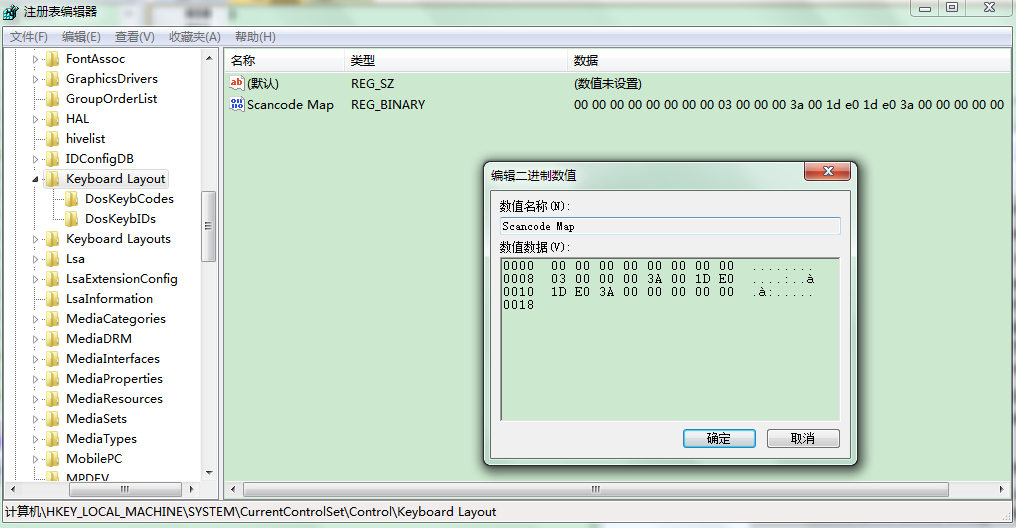 注册表编辑器
文件(F) 编辑(E) 查看(V) 收藏夹(A) 帮助(H)
FontAssoc
GraphicsDrivers
GroupOrderList
HAL
hivelist
IDConfigDB
Keyboard Layout
DosKeybCodes
DosKeybIDs
Keyboard Layouts
Lsa
LsaExtensionConfig
LsaInformation
MediaCategories
MediaDRM
MediaInterfaces
MediaProperties
MediaResources
MediaSets
MediaTypes
MobilePC
MPDEV
名称 类型 数据
(默认) REG_SZ (数值未设置)
Scancode Map REG_BINARY 00 00 00 00 00 00 00 00 03 00 00 00 3a 00 1d e0 1d e0 3a 00 00 00 00 00
编辑二进制数值
数值名称(N):
Scancode Map
数值数据(V):
0000 00 00 00 00 00 00 00 00 ........
0008 03 00 00 00 3A 00 1D E0 ....:..à
0010 1D E0 3A 00 00 00 00 00 .à:.....
0018
确定 取消
计算机\HKEY_LOCAL_MACHINE\SYSTEM\CurrentControlSet\Control\Keyboard Layout